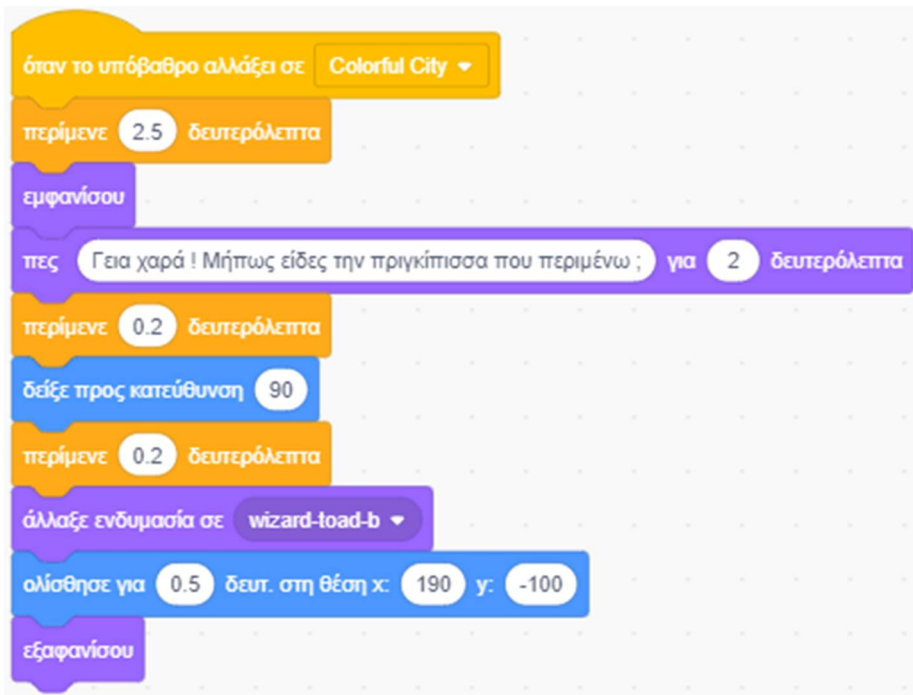 όταν το υπόβαθρο αλλάξει σε Colorful City
περίμενε 2.5 δευτερόλεπτα
εμφανίσου
πες Γεια χαρά ! Μήπως είδες την πριγκίπισσα που περιμένω ; για 2 δευτερόλεπτα
περίμενε 0.2 δευτερόλεπτα
δείξε προς κατεύθυνση 90
περίμενε 0.2 δευτερόλεπτα
άλλαξε ενδυμασία σε wizard-toad-b
ολίσθησε για 0.5 δευτ. στη θέση x: 190 y: -100
εξαφανίσου